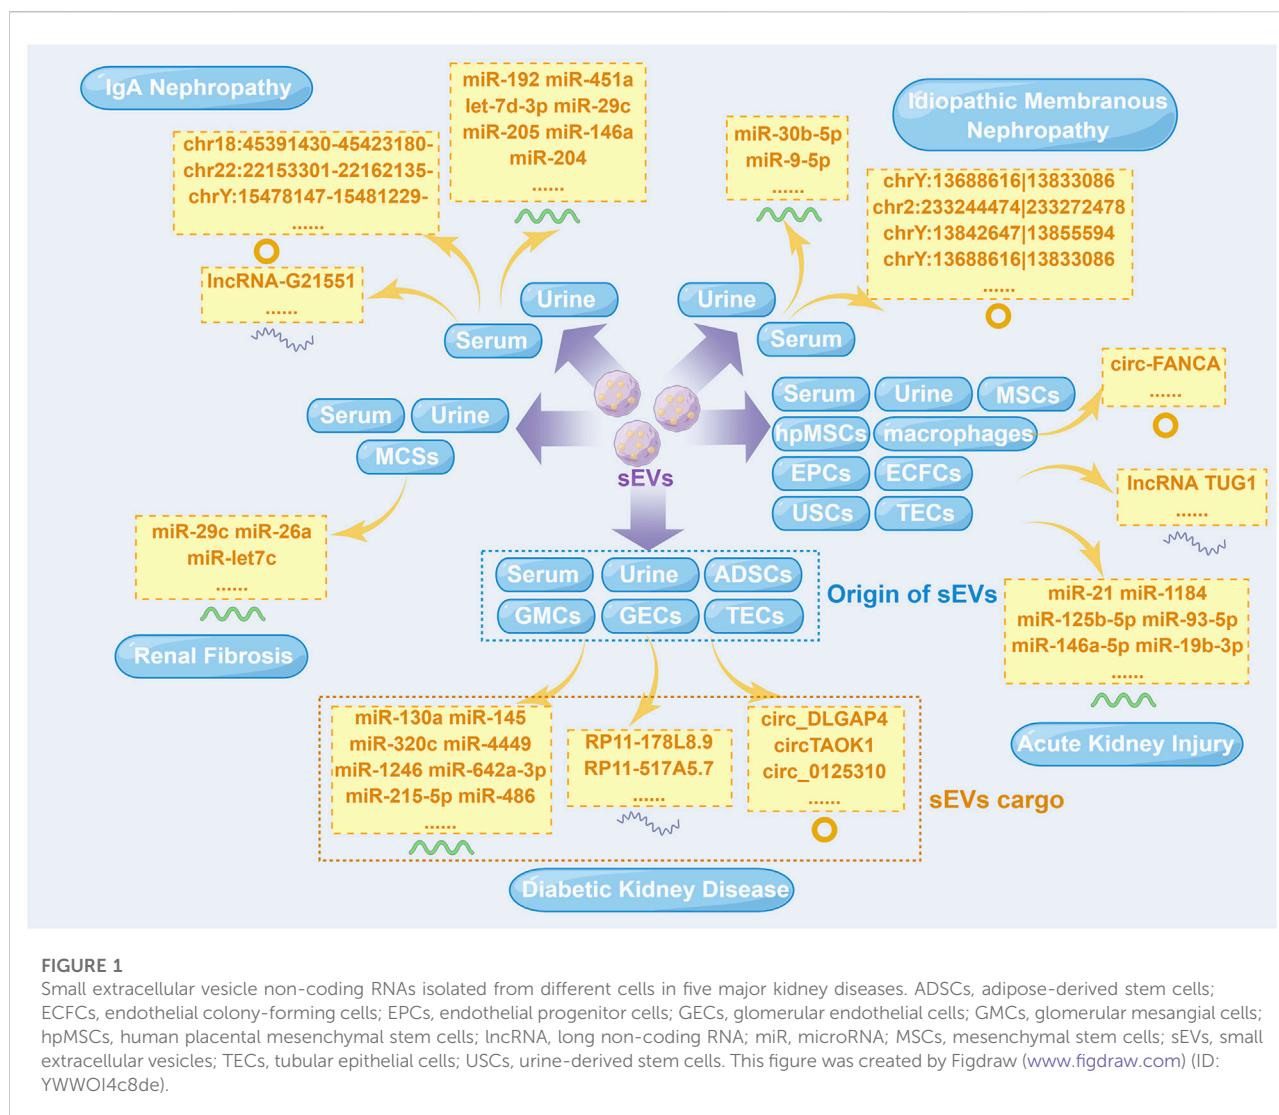 IgA Nephropathy
chr18:45391430-45423180-
chr22:22153301-22162135-
chrY:15478147-15481229-
......
lncRNA-G21551
......
miR-192 miR-451a
let-7d-3p miR-29c
miR-205 miR-146a
miR-204
......
Urine
Serum
Idiopathic Membranous
Nephropathy
miR-30b-5p
miR-9-5p
......
chrY:13688616|13833086
chr2:233244474|233272478
chrY:13842647|13855594
chrY:13688616|13833086
......
Urine
Serum
sEVs
Serum Urine
MCSs
miR-29c miR-26a
miR-let7c
......
Renal Fibrosis
Serum Urine MSCs
hpMSCs macrophages
EPCs ECFCs
USCs TECs
circ-FANCA
......
lncRNA TUG1
......
miR-21 miR-1184
miR-125b-5p miR-93-5p
miR-146a-5p miR-19b-3p
......
Acute Kidney Injury
Serum Urine ADSCs
GMCs GECs TECs
Origin of sEVs
miR-130a miR-145
miR-320c miR-4449
miR-1246 miR-642a-3p
miR-215-5p miR-486
......
RP11-178L8.9
RP11-517A5.7
......
circ_DLGAP4
circTAOK1
circ_0125310
......
sEVs cargo
Diabetic Kidney Disease
FIGURE 1
Small extracellular vesicle non-coding RNAs isolated from different cells in five major kidney diseases. ADSCs, adipose-derived stem cells;
ECFCs, endothelial colony-forming cells; EPCs, endothelial progenitor cells; GECs, glomerular endothelial cells; GMCs, glomerular mesangial cells;
hpMSCs, human placental mesenchymal stem cells; lncRNA, long non-coding RNA; miR, microRNA; MSCs, mesenchymal stem cells; sEVs, small
extracellular vesicles; TECs, tubular epithelial cells; USCs, urine-derived stem cells. This figure was created by Figdraw (www.figdraw.com) (ID:
YWWOI4c8de).